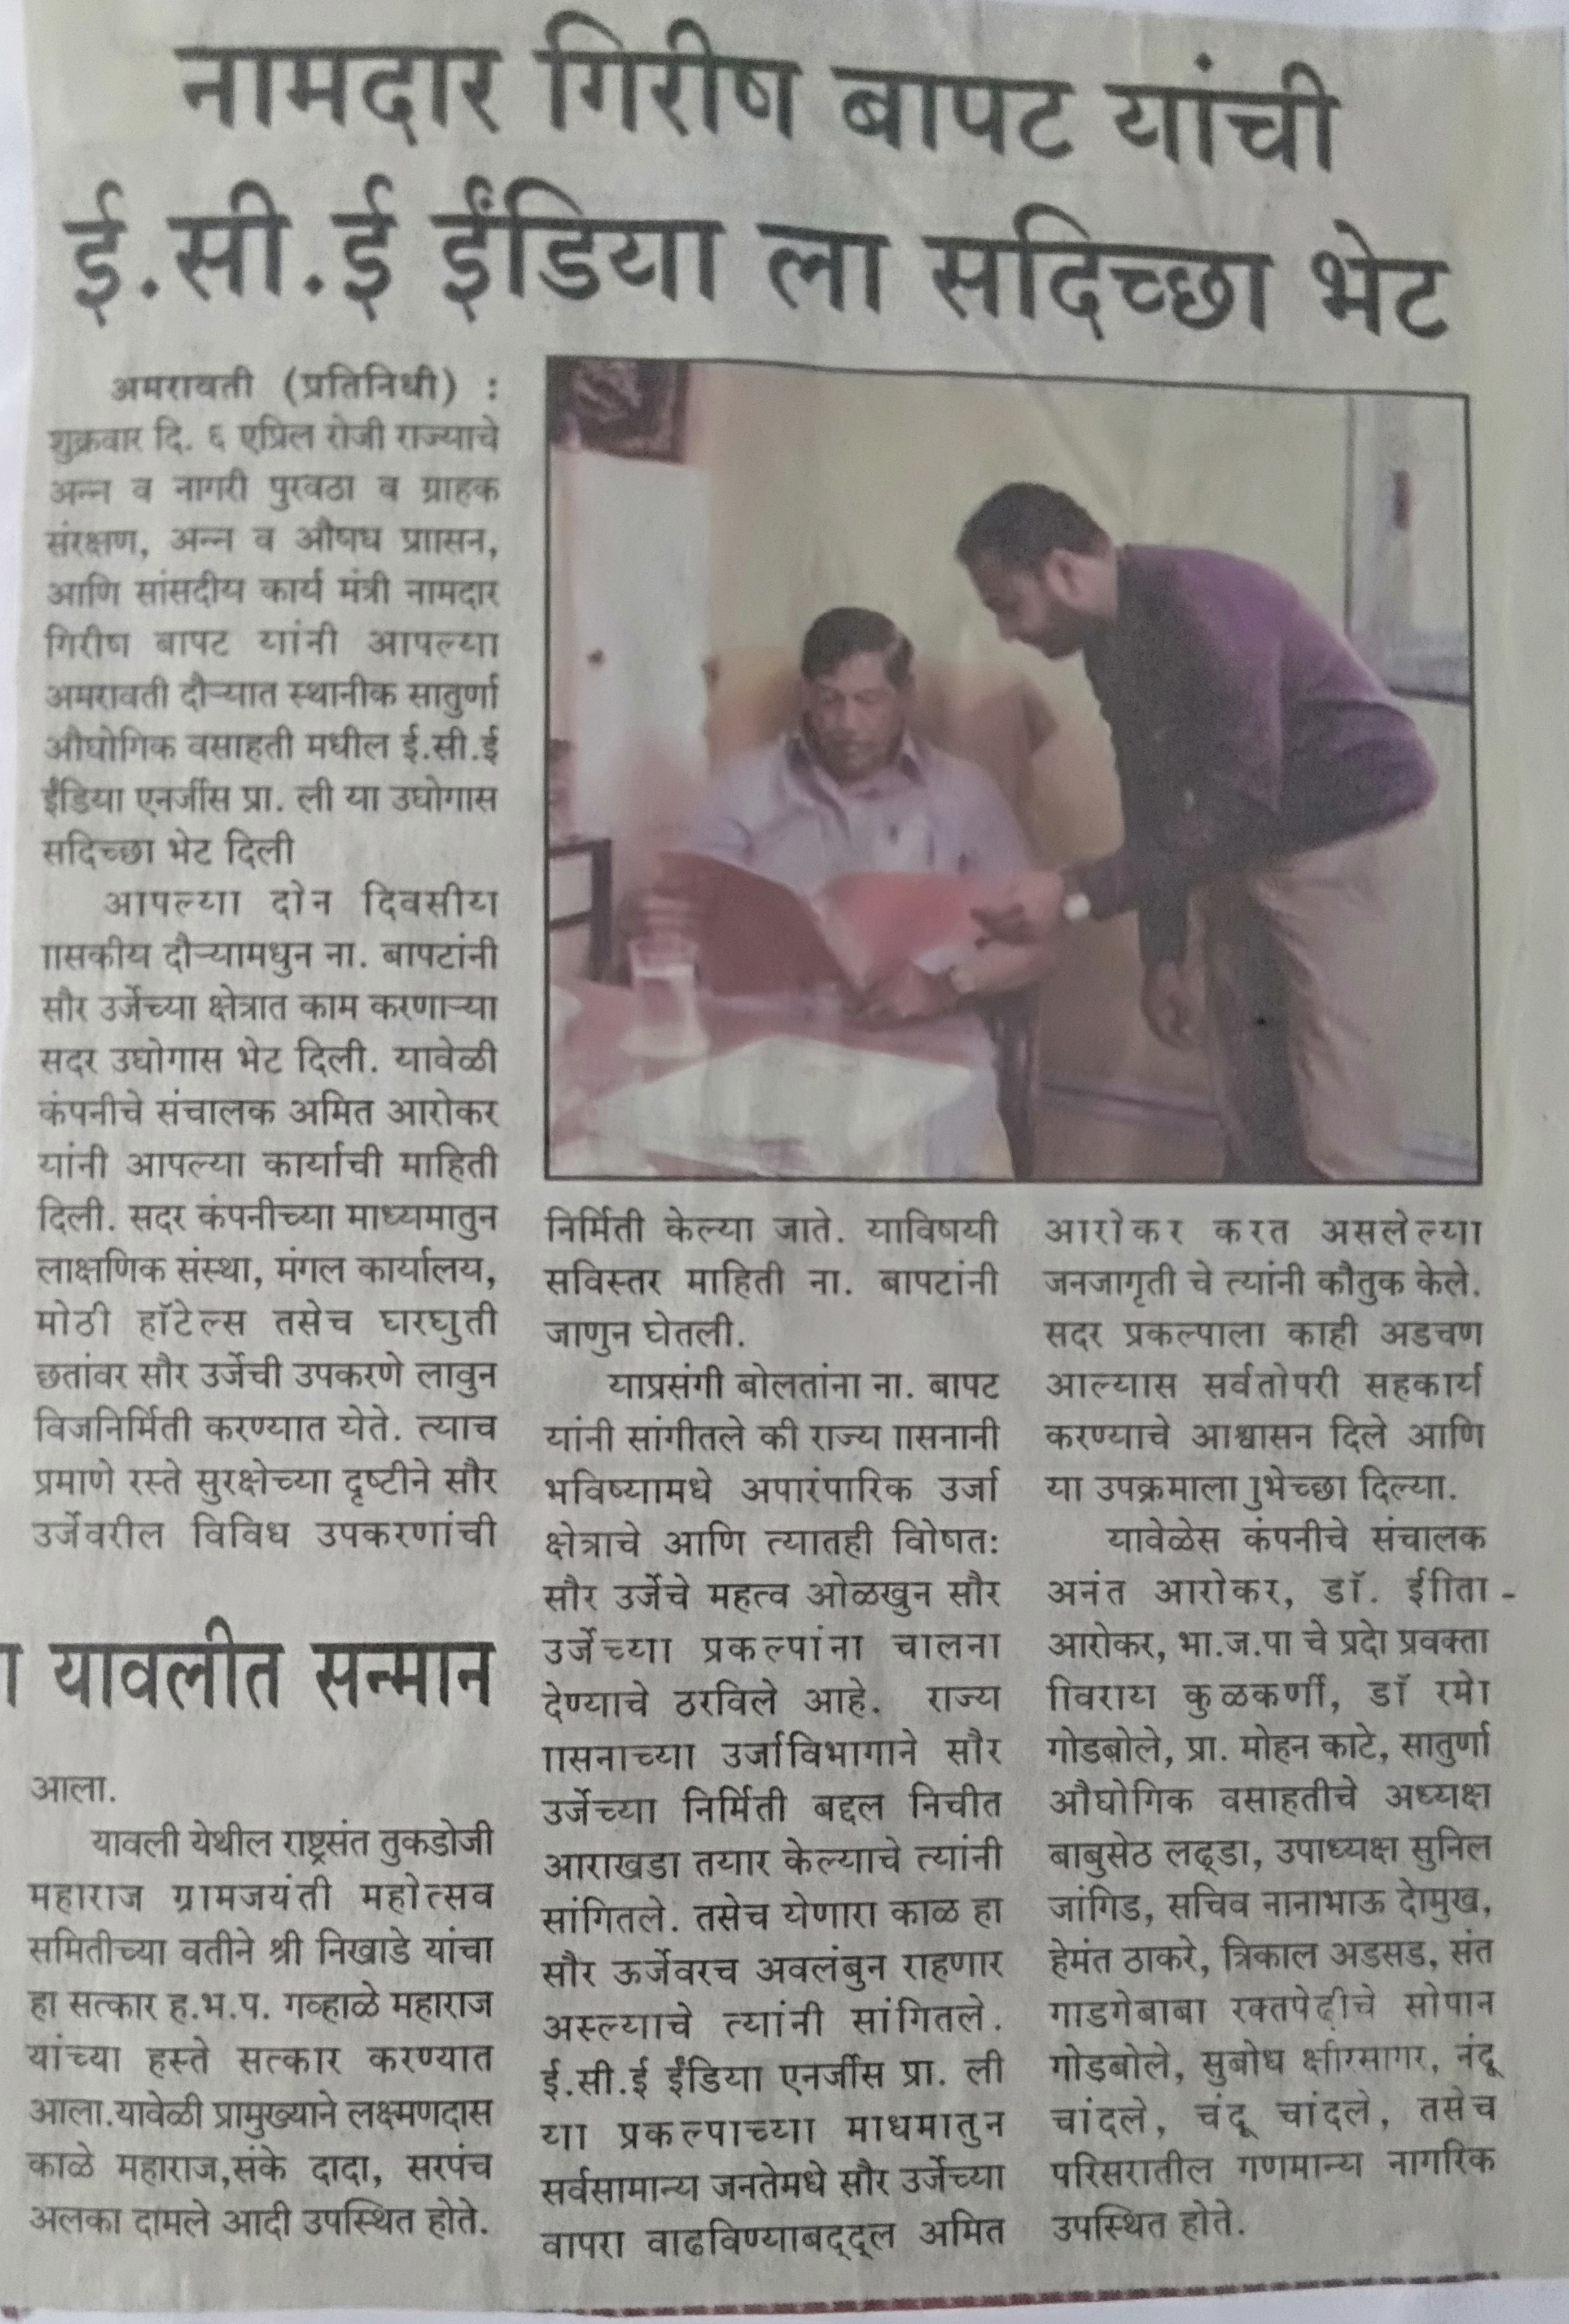 नामदार गिरीष बापट यांची
ई.सी.ई ईंडिया ला सदिच्छा भेट
अमरावती (प्रतिनिधी) :
शुक्रवार दि. ६ एप्रिल रोजी राज्याचे
अन्न व नागरी पुरवठा व ग्राहक
संरक्षण, अन्न व औषध प्राासन,
आणि सांसदीय कार्य मंत्री नामदार
गिरीष बापट यांनी आपल्या
अमरावती दौऱ्यात स्थानीक सातुर्णा
औघोगिक वसाहती मधील ई.सी.ई
ईंडिया एनर्जीस प्रा. ली या उघोगास
सदिच्छा भेट दिली
आपल्या दोन दिवसीय
ाासकीय दौऱ्यामधुन ना. बापटांनी
सौर उर्जेच्या क्षेत्रात काम करणाऱ्या
सदर उघोगास भेट दिली. यावेळी
कंपनीचे संचालक अमित आरोकर
यांनी आपल्या कार्याची माहिती
दिली. सदर कंपनीच्या माध्यमातुन
लाक्षणिक संस्था, मंगल कार्यालय,
मोठी हॉटेल्स तसेच घरघुती
छतांवर सौर उर्जेची उपकरणे लावुन
विजनिर्मिती करण्यात येते. त्याच
प्रमाणे रस्ते सुरक्षेच्या दृष्टीने सौर
उर्जेवरील विविध उपकरणांची
निर्मिती केल्या जाते. याविषयी
सविस्तर माहिती ना. बापटांनी
जाणुन घेतली.
याप्रसंगी बोलतांना ना. बापट
यांनी सांगीतले की राज्य ाासनानी
भविष्यामधे अपारंपारिक उर्जा
क्षेत्राचे आणि त्यातही विोषत:
सौर उर्जेचे महत्व ओळखुन सौर
उर्जेच्या प्रकल्पांना चालना
देण्याचे ठरविले आहे. राज्य
ाासनाच्या उर्जाविभागाने सौर
उर्जेच्या निर्मिती बद्दल निचीत
आराखडा तयार केल्याचे त्यांनी
सांगितले. तसेच येणारा काळ हा
सौर ऊर्जेवरच अवलंबुन राहणार
अस्ल्याचे त्यांनी सांगितले.
ई.सी.ई ईंडिया एनर्जीस प्रा. ली
या प्रकल्पाच्या माधमातुन
सर्वसामान्य जनतेमधे सौर उर्जेच्या
वापरा वाढविण्याबद्द्ल अमित
आरोकर करत असलेल्या
जनजागृती चे त्यांनी कौतुक केले.
सदर प्रकल्पाला काही अडचण
आल्यास सर्वतोपरी सहकार्य
करण्याचे आश्वासन दिले आणि
या उपक्रमाला ाुभेच्छा दिल्या.
यावेळेस कंपनीचे संचालक
अनंत आरोकर, डॉ. ईााता -
आरोकर, भा.ज.पा चे प्रदेा प्रवक्ता
ािवराय कुळकर्णी, डॉ रमेा
गोडबोले, प्रा. मोहन काटे, सातुर्णा
औघोगिक वसाहतीचे अध्यक्ष
बाबुसेठ लढ्डा, उपाध्यक्ष सुनिल
जांगिड, सचिव नानाभाऊ देामुख,
हेमंत ठाकरे, त्रिकाल अडसड, संत
गाडगेबाबा रक्तपेढीचे सोपान
गोडबोले, सुबोध क्षीरसागर, नंदू
चांदले, चंदू चांदले, तसेच
परिसरातील गणमान्य नागरिक
उपस्थित होते.
यावलीत सन्मान
आला.
यावली येथील राष्ट्रसंत तुकडोजी
महाराज ग्रामजयंती महोत्सव
समितीच्या वतीने श्री निखाडे यांचा
हा सत्कार ह.भ.प. गव्हाळे महाराज
यांच्या हस्ते सत्कार करण्यात
आला.यावेळी प्रामुख्याने लक्ष्मणदास
काळे महाराज,संके दादा, सरपंच
अलका दामले आदी उपस्थित होते.